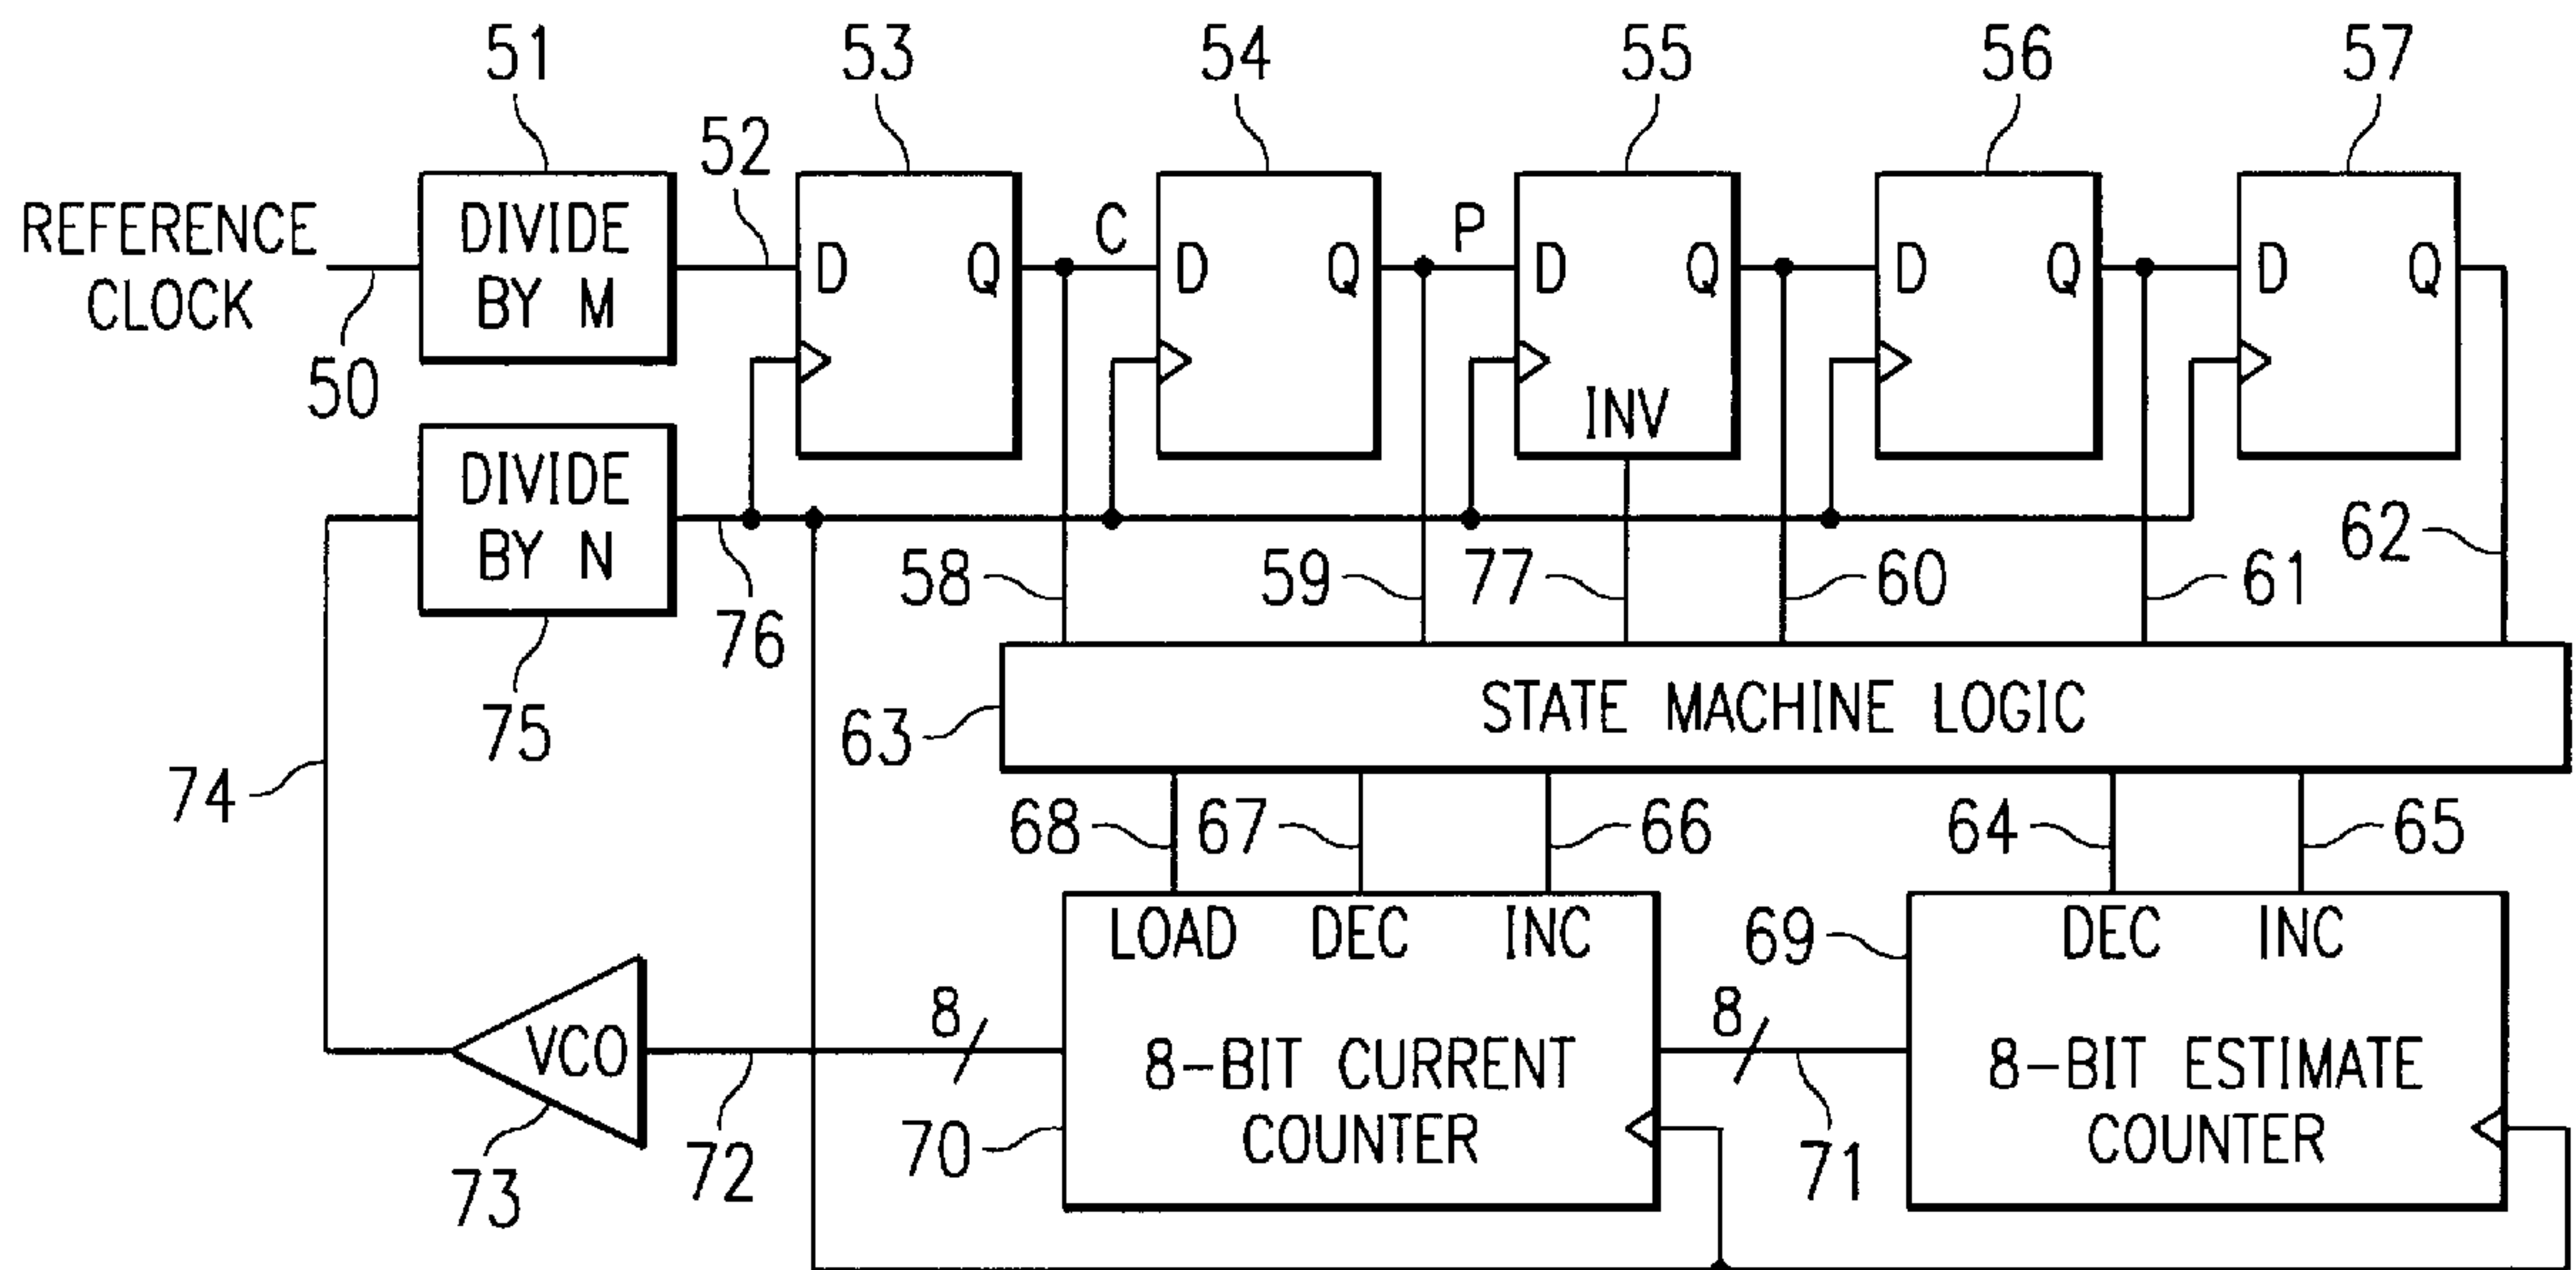 51
53
54
55
56
57
52
REFERENCE
CLOCK
DIVIDE
BY M
C
P
D
Q
D
Q
D
Q
D
Q
D
Q
50
INV
DIVIDE
BY N
76
58
59
77
60
61
62
75
63
STATE MACHINE LOGIC
74
68
67
66
64
65
LOAD
DEC
INC
69
DEC
INC
8
8
VCO
8-BIT CURRENT
COUNTER
8-BIT ESTIMATE
COUNTER
73
72
70
71